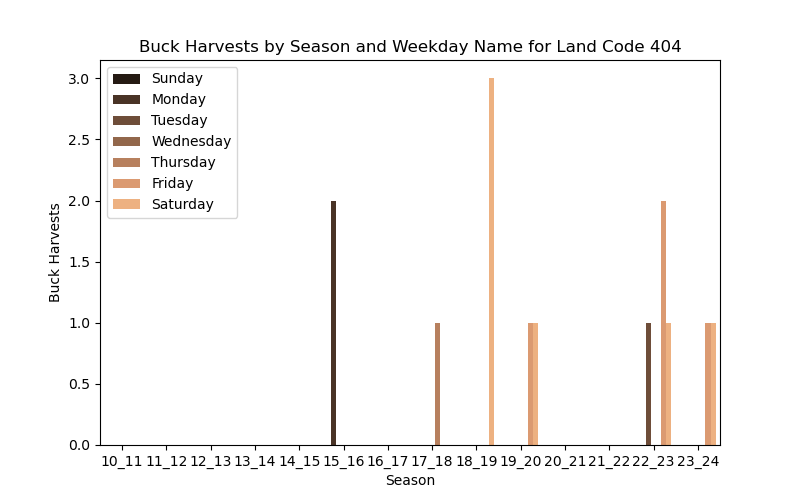 Buck Harvests by Season and Weekday Name for Land Code 404
Sunday
Monday
Tuesday
Wednesday
Thursday
Friday
Saturday
3.0
2.5
2.0
1.5
1.0
0.5
0.0
Buck Harvests
10_11 11_12 12_13 13_14 14_15 15_16 16_17 17_18 18_19 19_20 20_21 21_22 22_23 23_24
Season